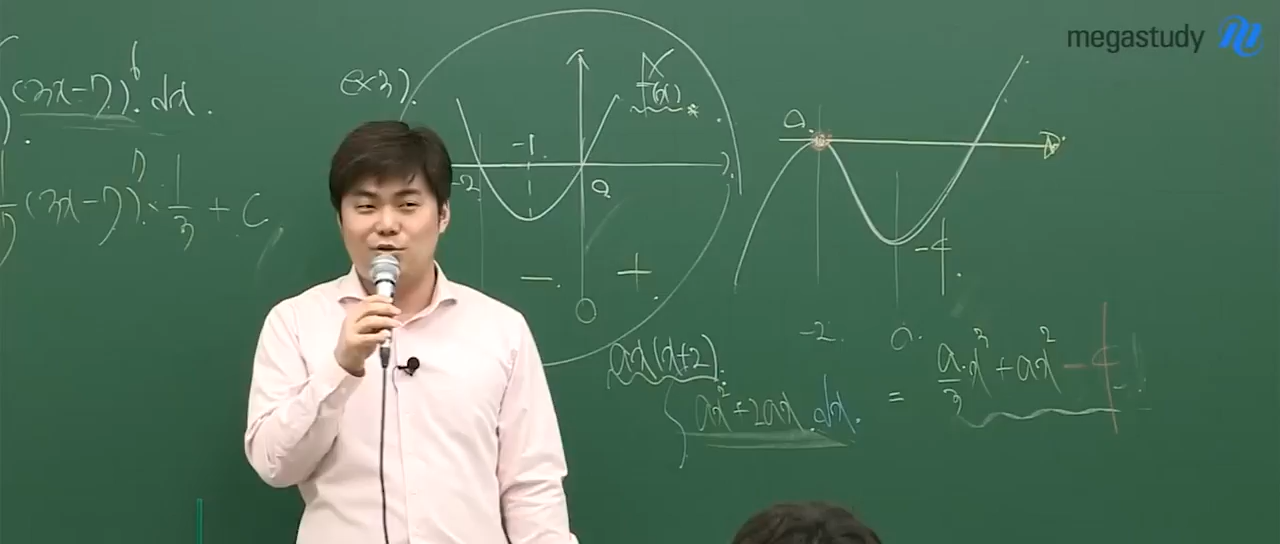 megastudy
∫(3x-7)⁶ dx.
(3x-7)⁷ · 1/3 + C
ex3)
f'(x)
-1
-2
0
-
+
0
a
-4
ax(x+2)
-2
0
∫ax²+2ax dx
= a/3 x³ + ax² - 4